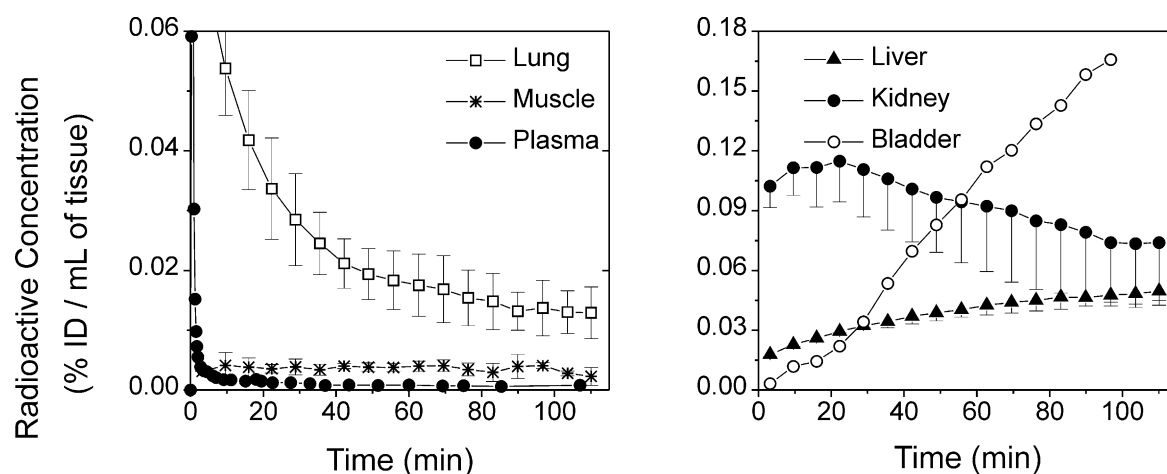 Radioactive Concentration
(% ID / mL of tissue)
0.06
0.04
0.02
0.00
Lung
Muscle
Plasma
0 20 40 60 80 100
Time (min)
0.18
0.15
0.12
0.09
0.06
0.03
0.00
Liver
Kidney
Bladder
0 20 40 60 80 100
Time (min)